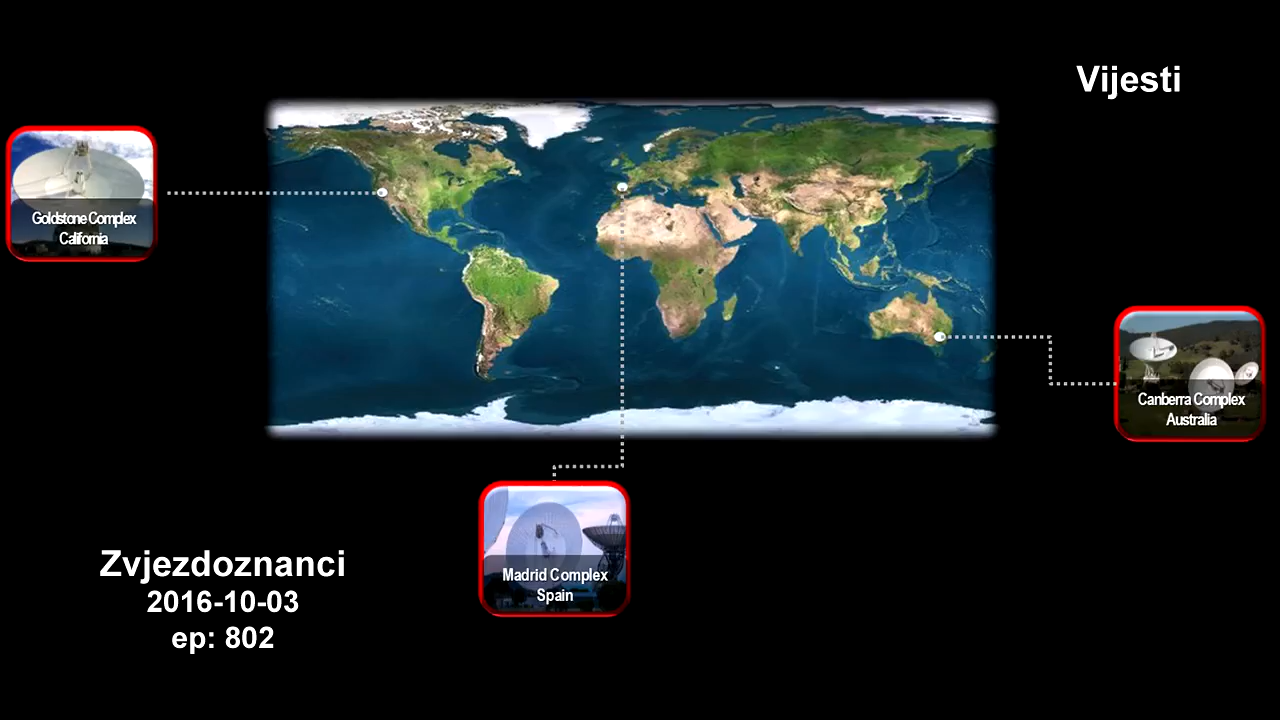 Vijesti
Goldstone Complex
California
Canberra Complex
Australia
Madrid Complex
Spain
Zvjezdoznanci
2016-10-03
ep: 802